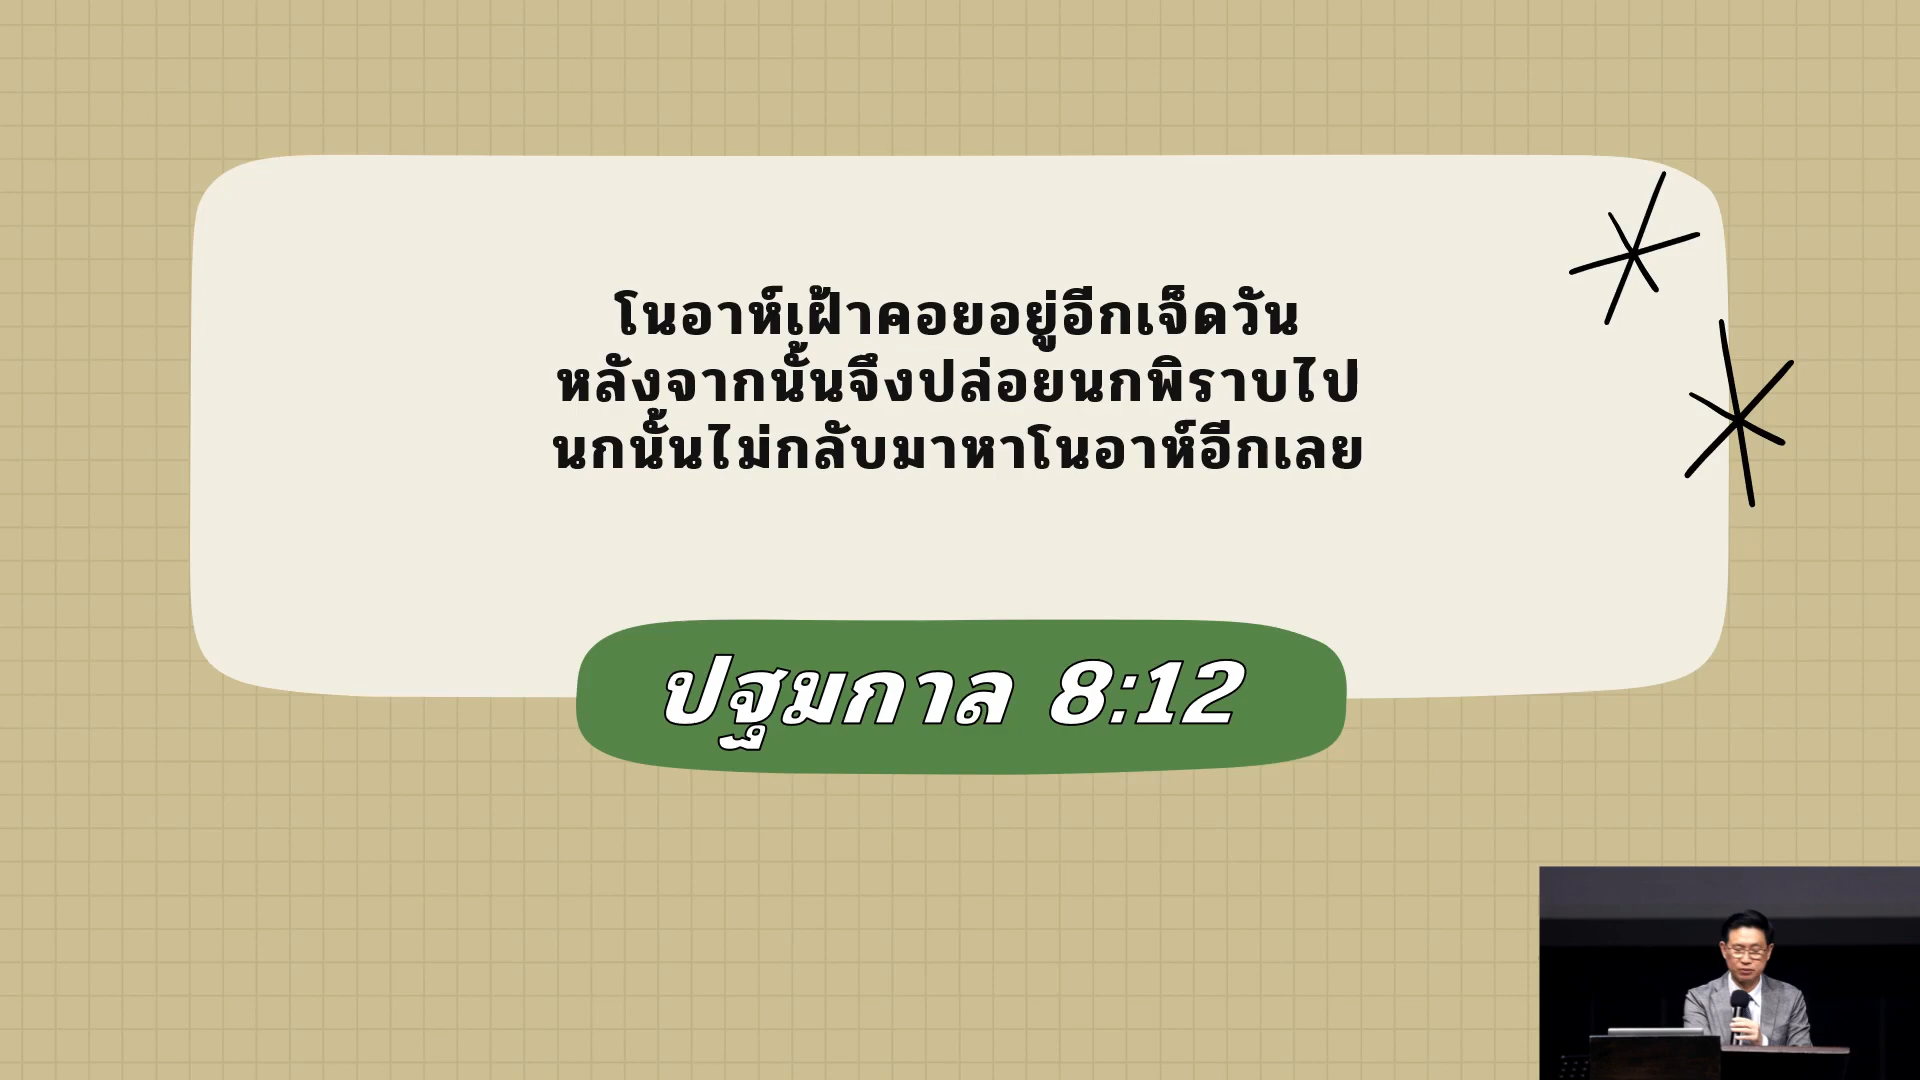 โนอาห์เฝ้าคอยอยู่อีกเจ็ดวัน
หลังจากนั้นจึงปล่อยนกพิราบไป
นกนั้นไม่กลับมาหาโนอาห์อีกเลย
ปฐมกาล 8:12